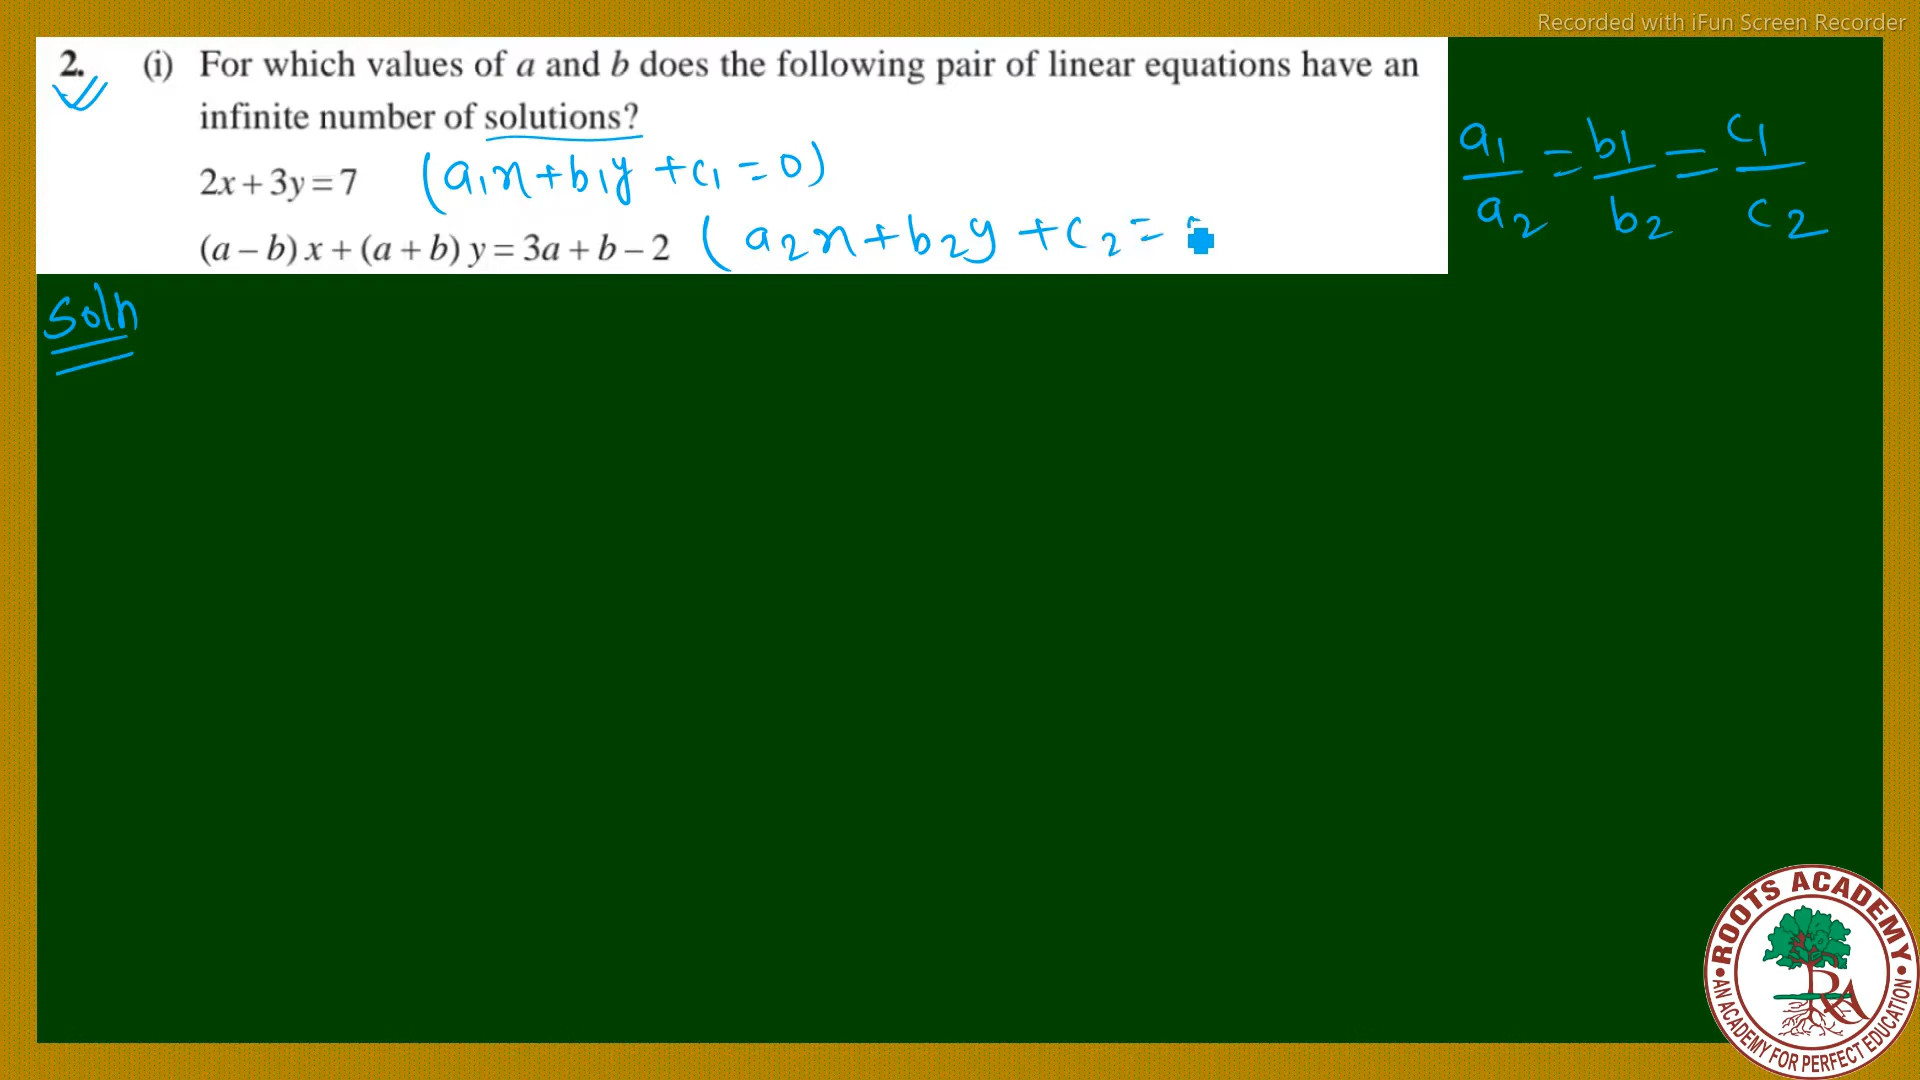 Recorded with iFun Screen Recorder
2. (i) For which values of a and b does the following pair of linear equations have an
infinite number of solutions?
2x + 3y = 7 (a₁x + b₁y + c₁ = 0)
(a – b) x + (a + b) y = 3a + b – 2 (a₂x + b₂y + c₂ =
a₁/a₂ = b₁/b₂ = c₁/c₂
Soln
ROOTS ACADEMY
RA
AN ACADEMY FOR PERFECT EDUCATION